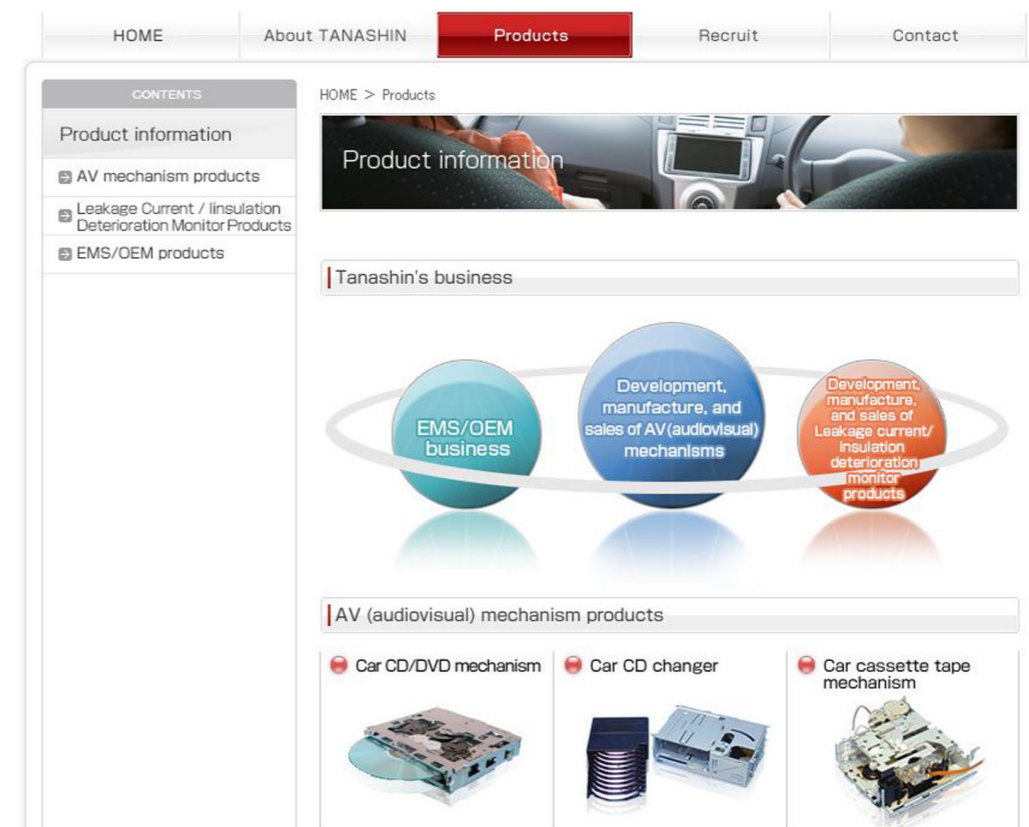 HOME
About TANASHIN
Products
Recruit
Contact
CONTENTS
Product information
AV mechanism products
Leakage Current / Iinsulation
Deterioration Monitor Products
EMS/OEM products
HOME > Products
Product information
Tanashin's business
EMS/OEM
business
Development,
manufacture, and
sales of AV(audiovisual)
mechanisms
Development,
manufacture,
and sales of
Leakage current/
insulation
deterioration
monitor
products
AV (audiovisual) mechanism products
Car CD/DVD mechanism
Car CD changer
Car cassette tape
mechanism